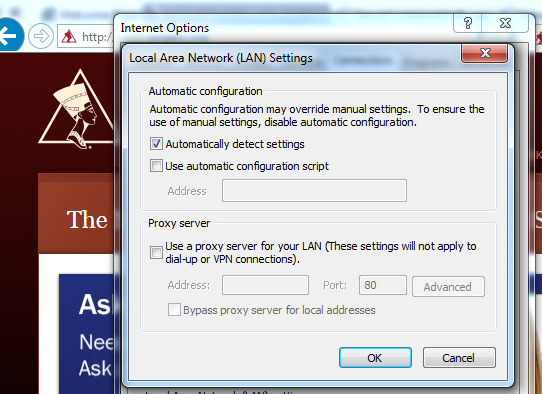 Internet Options
http:/
Local Area Network (LAN) Settings
Automatic configuration
Automatic configuration may override manual settings. To ensure the
use of manual settings, disable automatic configuration.
Automatically detect settings
Use automatic configuration script
Address
The
Proxy server
Use a proxy server for your LAN (These settings will not apply to
dial-up or VPN connections).
Address:
Port: 80
Advanced
Bypass proxy server for local addresses
As
Nee
Ask
OK
Cancel